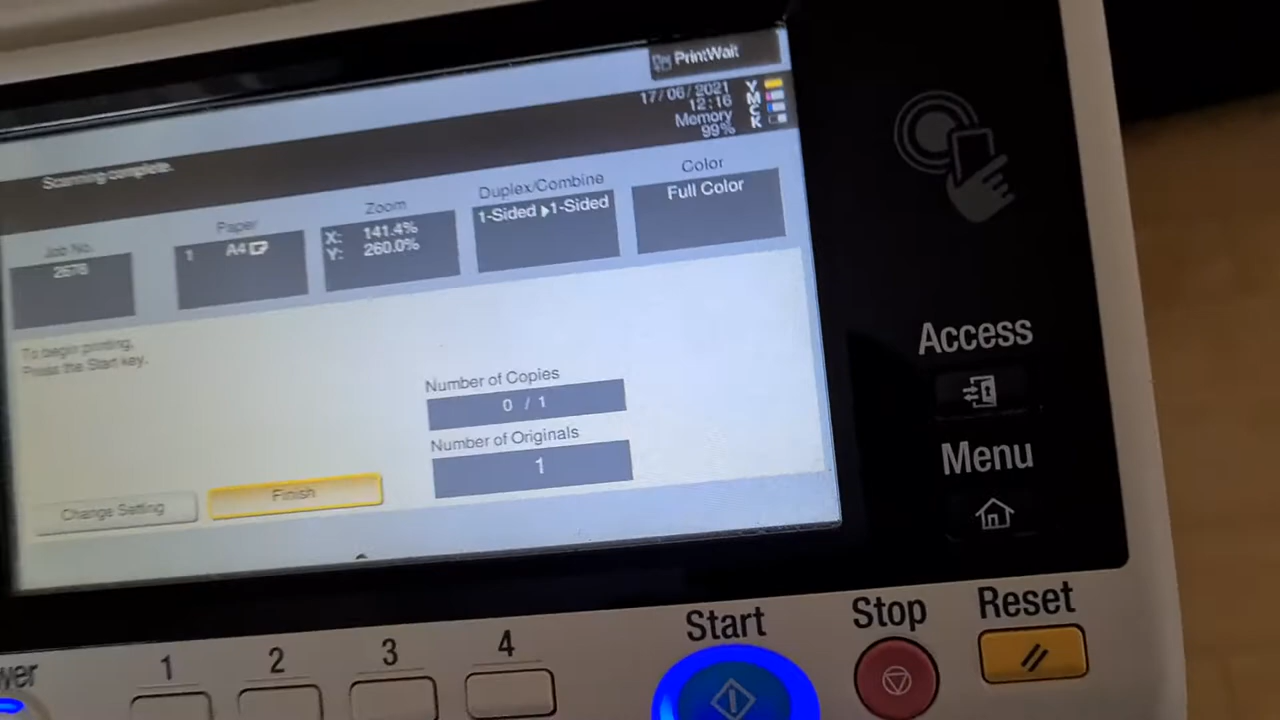 PrintWait
17/06/2021
12:16
Memory
99%
Y
M
C
K
Scanning complete.
Job No.
2678
Paper
1 A4
Zoom
X: 141.4%
Y: 260.0%
Duplex/Combine
1-Sided ▶1-Sided
Color
Full Color
To begin printing,
Press the Start key.
Number of Copies
0 / 1
Number of Originals
1
Change Setting
Finish
Access
Menu
Start
Stop
Reset
1
2
3
4